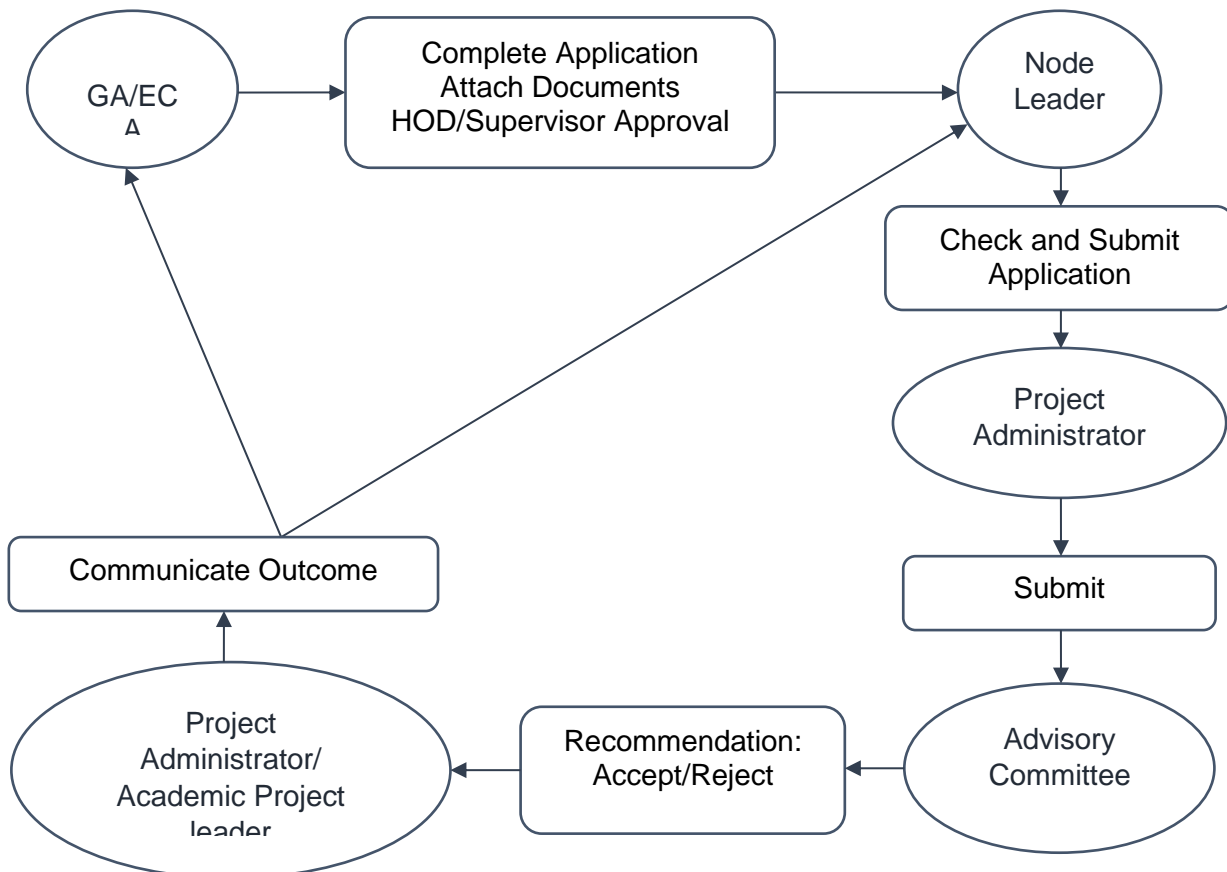 GA/EC
A
Complete Application
Attach Documents
HOD/Supervisor Approval
Node
Leader
Check and Submit
Application
Project
Administrator
Submit
Advisory
Committee
Recommendation:
Accept/Reject
Project
Administrator/
Academic Project
leader
Communicate Outcome